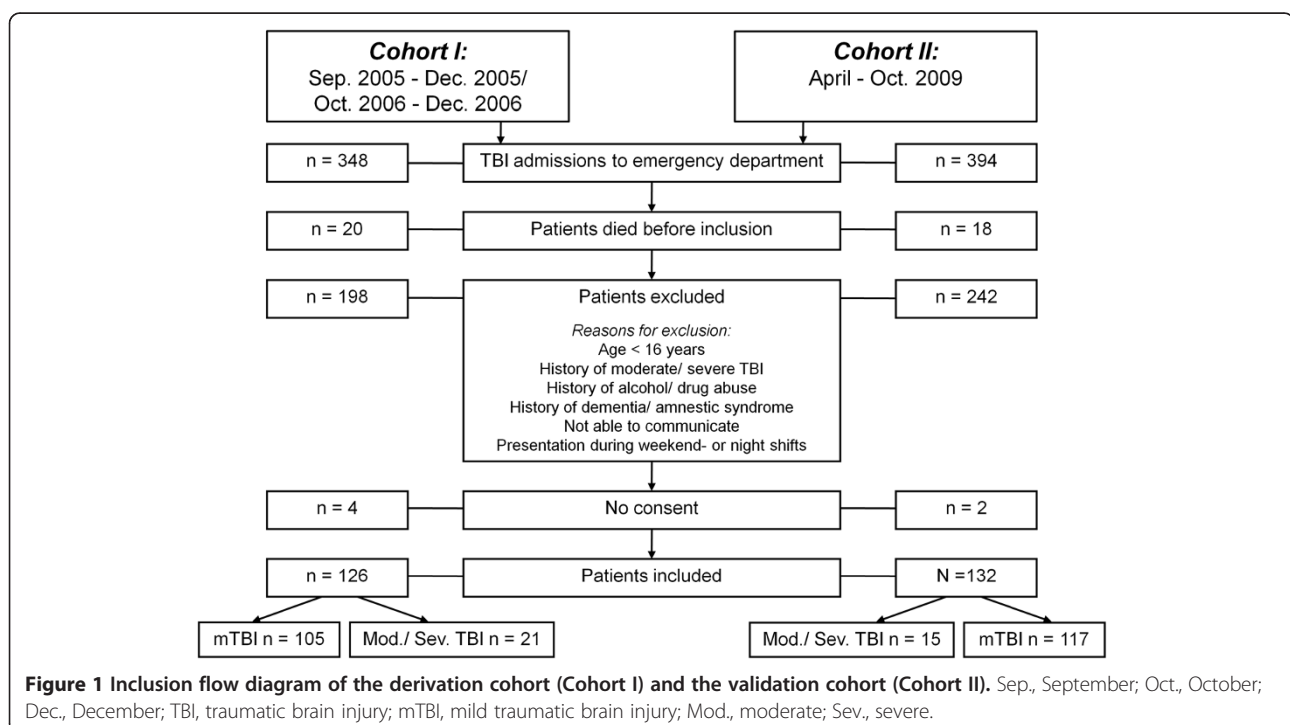 Cohort I:
Sep. 2005 - Dec. 2005/
Oct. 2006 - Dec. 2006
Cohort II:
April - Oct. 2009
n = 348
TBI admissions to emergency department
n = 394
n = 20
Patients died before inclusion
n = 18
n = 198
Patients excluded
n = 242
Reasons for exclusion:
Age < 16 years
History of moderate/ severe TBI
History of alcohol/ drug abuse
History of dementia/ amnestic syndrome
Not able to communicate
Presentation during weekend- or night shifts
n = 4
No consent
n = 2
n = 126
Patients included
N =132
mTBI n = 105
Mod./ Sev. TBI n = 21
Mod./ Sev. TBI n = 15
mTBI n = 117
Figure 1 Inclusion flow diagram of the derivation cohort (Cohort I) and the validation cohort (Cohort II). Sep., September; Oct., October;
Dec., December; TBI, traumatic brain injury; mTBI, mild traumatic brain injury; Mod., moderate; Sev., severe.